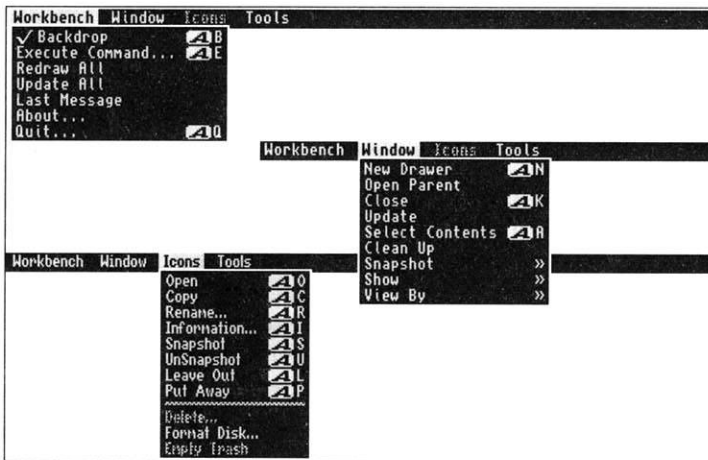 Workbench Window Icons Tools
✓ Backdrop A B
Execute Command... A E
Redraw All
Update All
Last Message
About...
Quit... A Q
Workbench Window Icons Tools
New Drawer A N
Open Parent
Close A K
Update
Select Contents A A
Clean Up
Snapshot »
Show »
View By »
Workbench Window Icons Tools
Open A O
Copy A C
Rename... A R
Information... A I
Snapshot A S
UnSnapshot A U
Leave Out A L
Put Away A P
Delete...
Format Disk...
Empty Trash